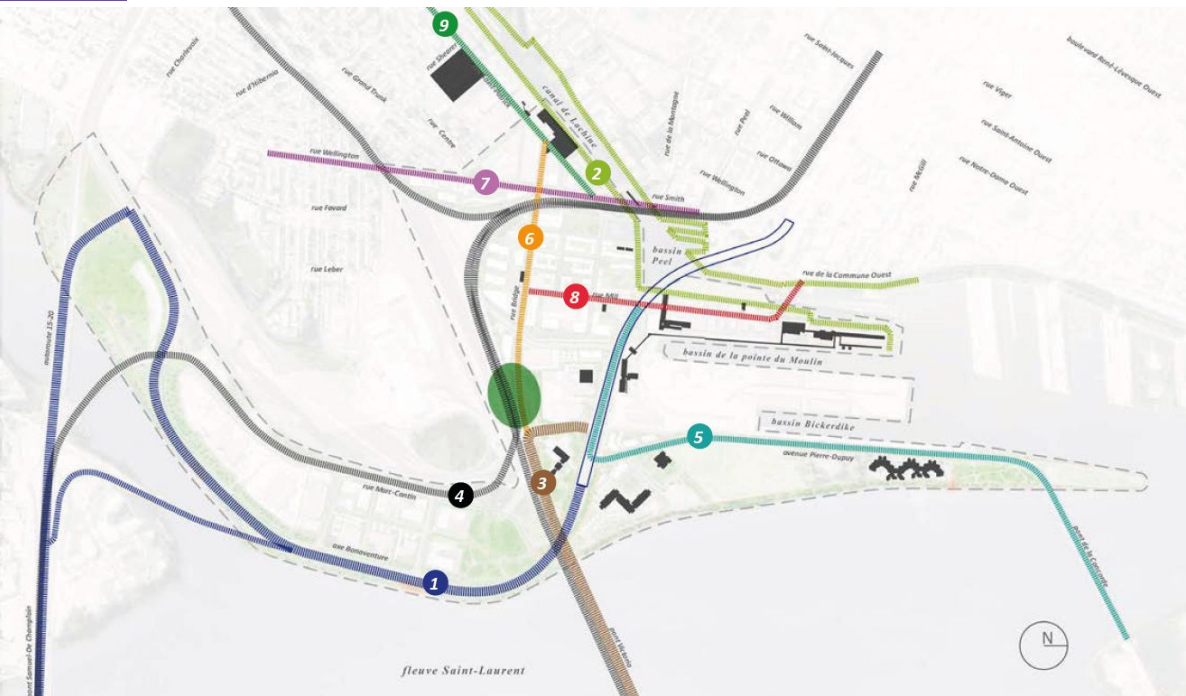 9
rue Charlevoix
rue Shearer
rue Saint-Jacques
boulevard René-Lévesque Ouest
rue d'Hibernia
rue Grand Trunk
canal de Lachine
rue de la Montagne
rue Peel
rue William
rue Viger
rue Saint-Antoine Ouest
rue Centre
rue Ottawa
rue McGill
rue Notre-Dame Ouest
rue Wellington
2
7
rue Wellington
rue Smith
rue Favard
6
bassin
Peel
rue Leber
rue de la Commune Ouest
rue Bridge
8
rue Mill
autoroute 15-20
bassin de la pointe du Moulin
bassin Bickerdike
5
avenue Pierre-Dupuy
3
4
rue Marc-Cantin
axe Bonaventure
1
pont de la Concorde
pont Samuel-De Champlain
pont Victoria
fleuve Saint-Laurent
N